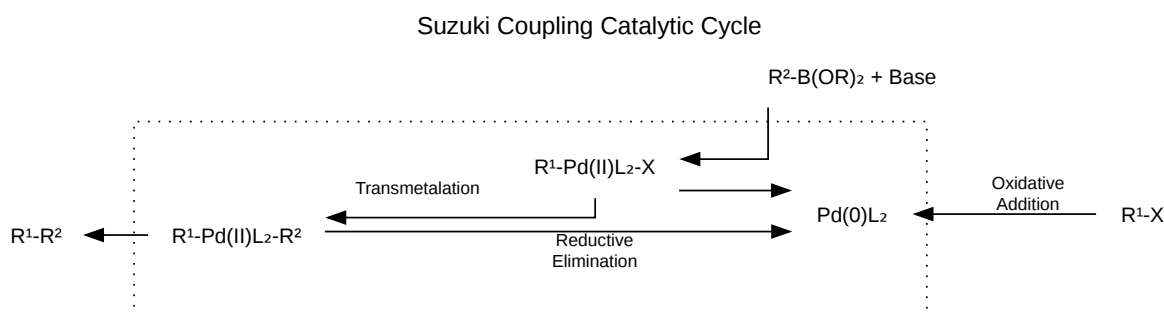 Suzuki Coupling Catalytic Cycle
R²-B(OR)₂ + Base
R¹-Pd(II)L₂-X
Transmetalation
Oxidative
Addition
Pd(0)L₂
R¹-X
R¹-R²
R¹-Pd(II)L₂-R²
Reductive
Elimination